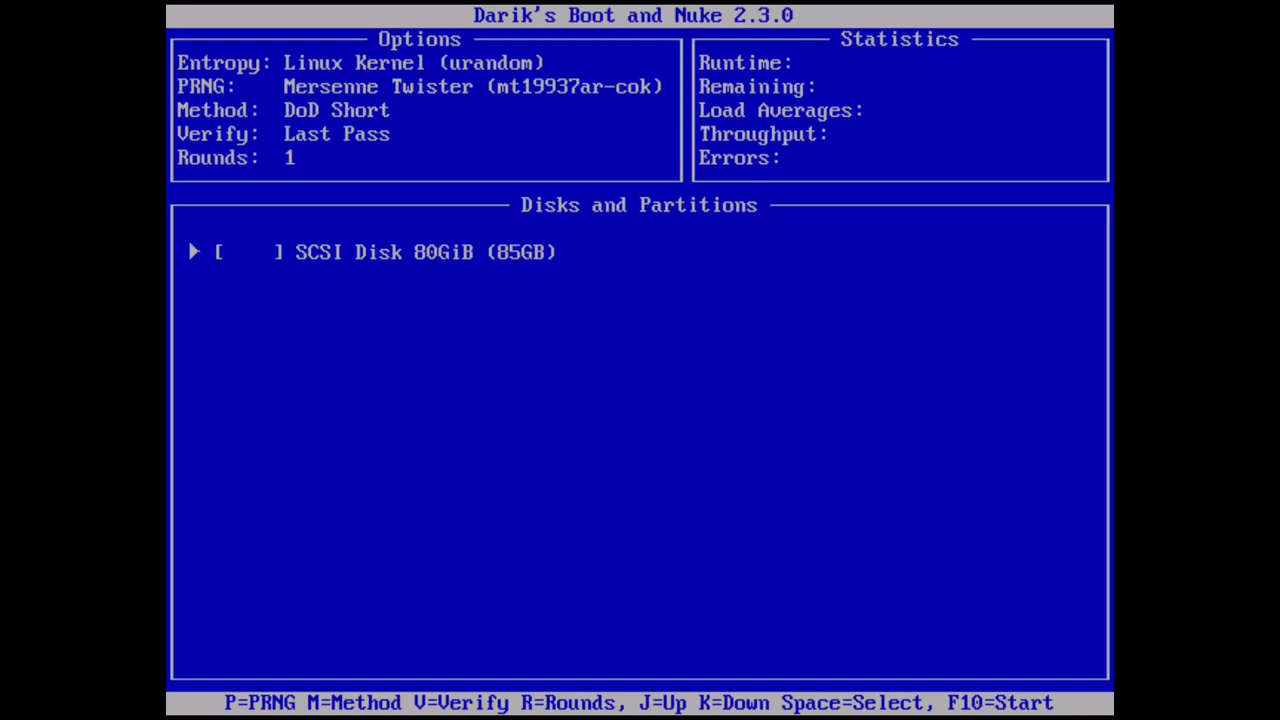 Darik's Boot and Nuke 2.3.0
Options
Entropy: Linux Kernel (urandom)
PRNG: Mersenne Twister (mt19937ar-cok)
Method: DoD Short
Verify: Last Pass
Rounds: 1
Statistics
Runtime:
Remaining:
Load Averages:
Throughput:
Errors:
Disks and Partitions
[    ] SCSI Disk 80GiB (85GB)
P=PRNG M=Method V=Verify R=Rounds, J=Up K=Down Space=Select, F10=Start